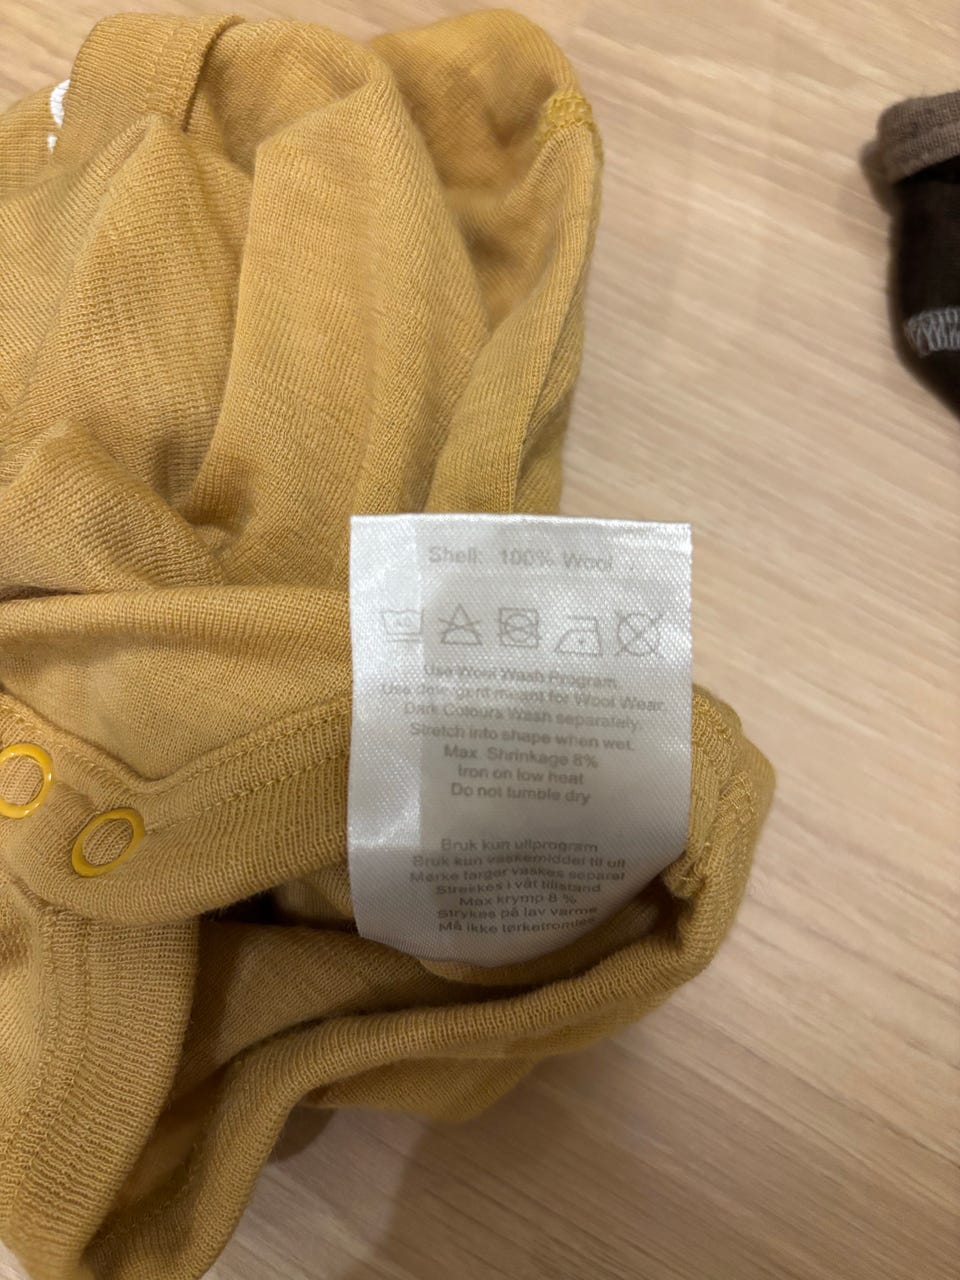 Shell: 100% Wool
Use Wool Wash Program.
Use detergent meant for Wool Wear.
Dark Colours Wash separately.
Stretch into shape when wet.
Max. Shrinkage 8%
Iron on low heat
Do not tumble dry
Bruk kun ullprogram
Bruk kun vaskemiddel til ull
Mørke farger vaskes separat
Strekkes i våt tilstand
Max krymp 8 %
Strykes på lav varme
Må ikke tørketromles